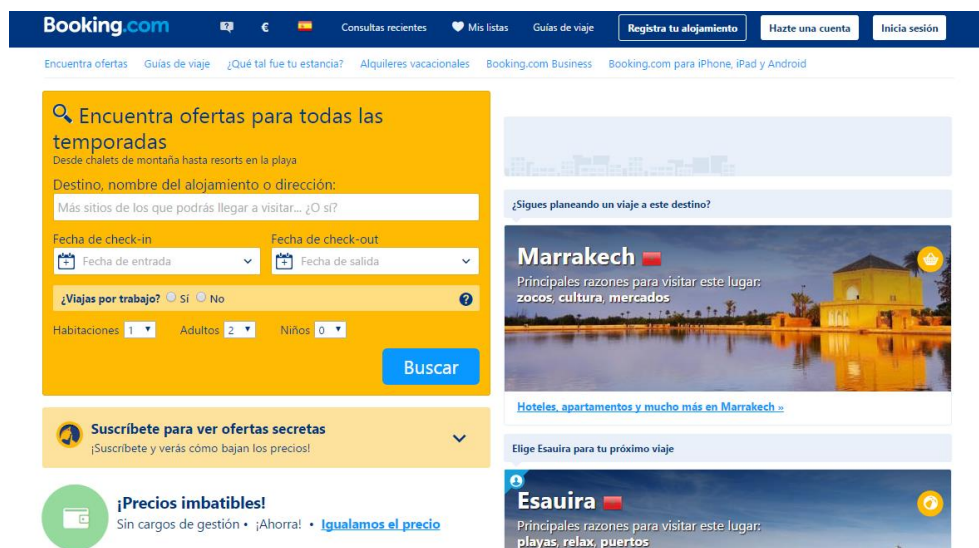 Booking.com € Consultas recientes Mis listas Guías de viaje Registra tu alojamiento Hazte una cuenta Inicia sesión
Encuentra ofertas Guías de viaje ¿Qué tal fue tu estancia? Alquileres vacacionales Booking.com Business Booking.com para iPhone, iPad y Android
Encuentra ofertas para todas las
temporadas
Desde chalets de montaña hasta resorts en la playa
Destino, nombre del alojamiento o dirección:
Más sitios de los que podrás llegar a visitar... ¿O sí?
Fecha de check-in Fecha de check-out
Fecha de entrada Fecha de salida
¿Viajas por trabajo? Sí No ?
Habitaciones 1 Adultos 2 Niños 0
Buscar
Suscríbete para ver ofertas secretas
¡Suscríbete y verás cómo bajan los precios!
¡Precios imbatibles!
Sin cargos de gestión • ¡Ahorra! • Igualamos el precio
¿Sigues planeando un viaje a este destino?
Marrakech
Principales razones para visitar este lugar:
zocos, cultura, mercados
Hoteles, apartamentos y mucho más en Marrakech »
Elige Esauira para tu próximo viaje
Esauira
Principales razones para visitar este lugar:
playas, relax, puertos